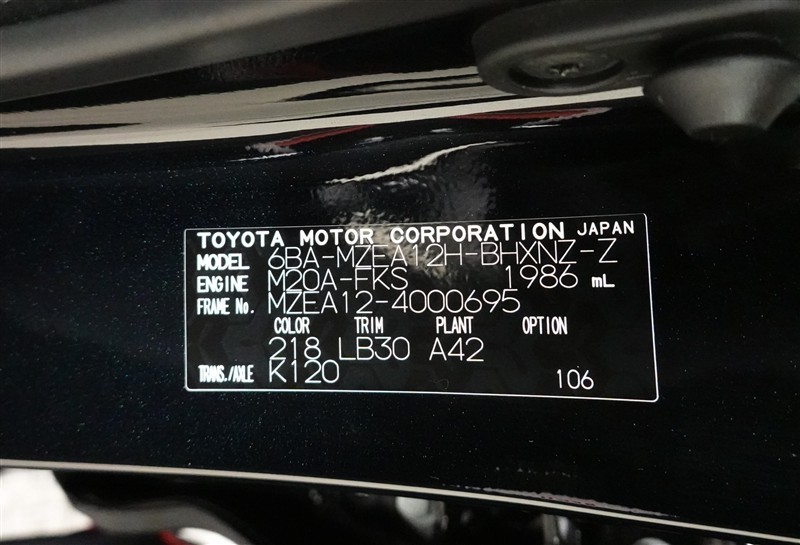 TOYOTA MOTOR CORPORATION JAPAN
MODEL 6BA-MZEA12H-BHXNZ-Z
ENGINE M20A-FKS 1986 mL
FRAME No. MZEA12-4000695
COLOR TRIM PLANT OPTION
218 LB30 A42
TRANS./AXLE K120 106